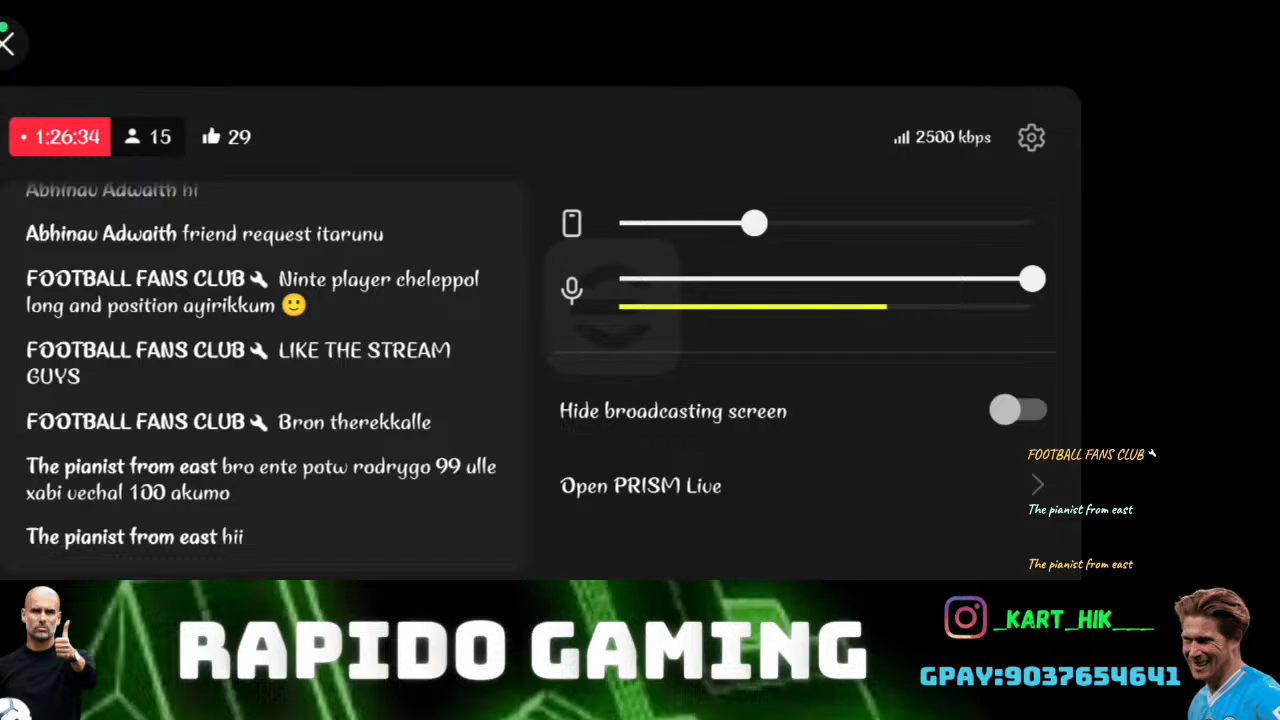 1:26:34 15 29 2500 kbps
Abhinav Adwaith hi
Abhinav Adwaith friend request itarunu
FOOTBALL FANS CLUB Ninte player cheleppol
long and position ayirikkum
FOOTBALL FANS CLUB LIKE THE STREAM
GUYS
FOOTBALL FANS CLUB Bron therekkalle
The pianist from east bro ente potw rodrygo 99 ulle
xabi vechal 100 akumo
The pianist from east hii
Hide broadcasting screen
Open PRISM Live
FOOTBALL FANS CLUB
The pianist from east
The pianist from east
RAPIDO GAMING
_KART_HIK___
GPAY:9037654641